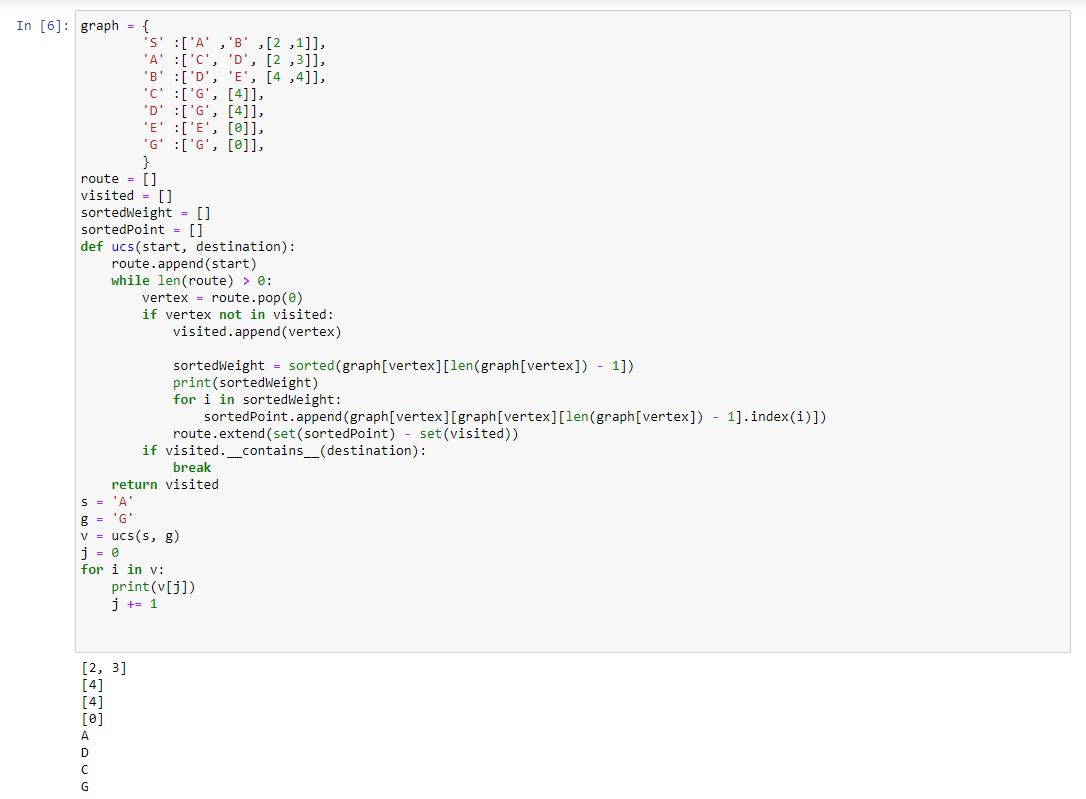 In [6]: graph = {
        'S' :['A' ,'B' ,[2 ,1]],
        'A' :['C', 'D', [2 ,3]],
        'B' :['D', 'E', [4 ,4]],
        'C' :['G', [4]],
        'D' :['G', [4]],
        'E' :['E', [0]],
        'G' :['G', [0]],
        }
route = []
visited = []
sortedWeight = []
sortedPoint = []
def ucs(start, destination):
    route.append(start)
    while len(route) > 0:
        vertex = route.pop(0)
        if vertex not in visited:
            visited.append(vertex)
            sortedWeight = sorted(graph[vertex][len(graph[vertex]) - 1])
            print(sortedWeight)
            for i in sortedWeight:
                sortedPoint.append(graph[vertex][graph[vertex][len(graph[vertex]) - 1].index(i)])
            route.extend(set(sortedPoint) - set(visited))
        if visited.__contains__(destination):
            break
    return visited
s = 'A'
g = 'G'
v = ucs(s, g)
j = 0
for i in v:
    print(v[j])
    j += 1
[2, 3]
[4]
[4]
[0]
A
D
C
G